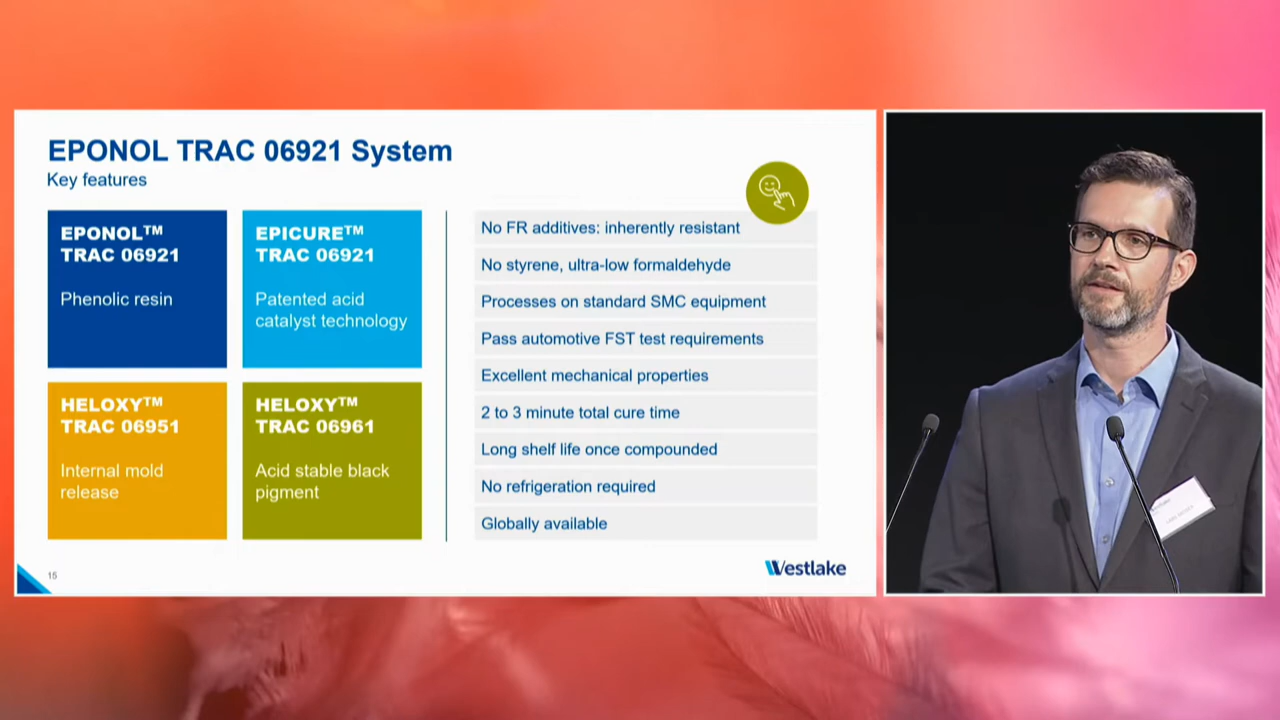 EPONOL TRAC 06921 System
Key features
EPONOL™
TRAC 06921
Phenolic resin
EPICURE™
TRAC 06921
Patented acid
catalyst technology
HELOXY™
TRAC 06951
Internal mold
release
HELOXY™
TRAC 06961
Acid stable black
pigment
No FR additives: inherently resistant
No styrene, ultra-low formaldehyde
Processes on standard SMC equipment
Pass automotive FST test requirements
Excellent mechanical properties
2 to 3 minute total cure time
Long shelf life once compounded
No refrigeration required
Globally available
15
Westlake